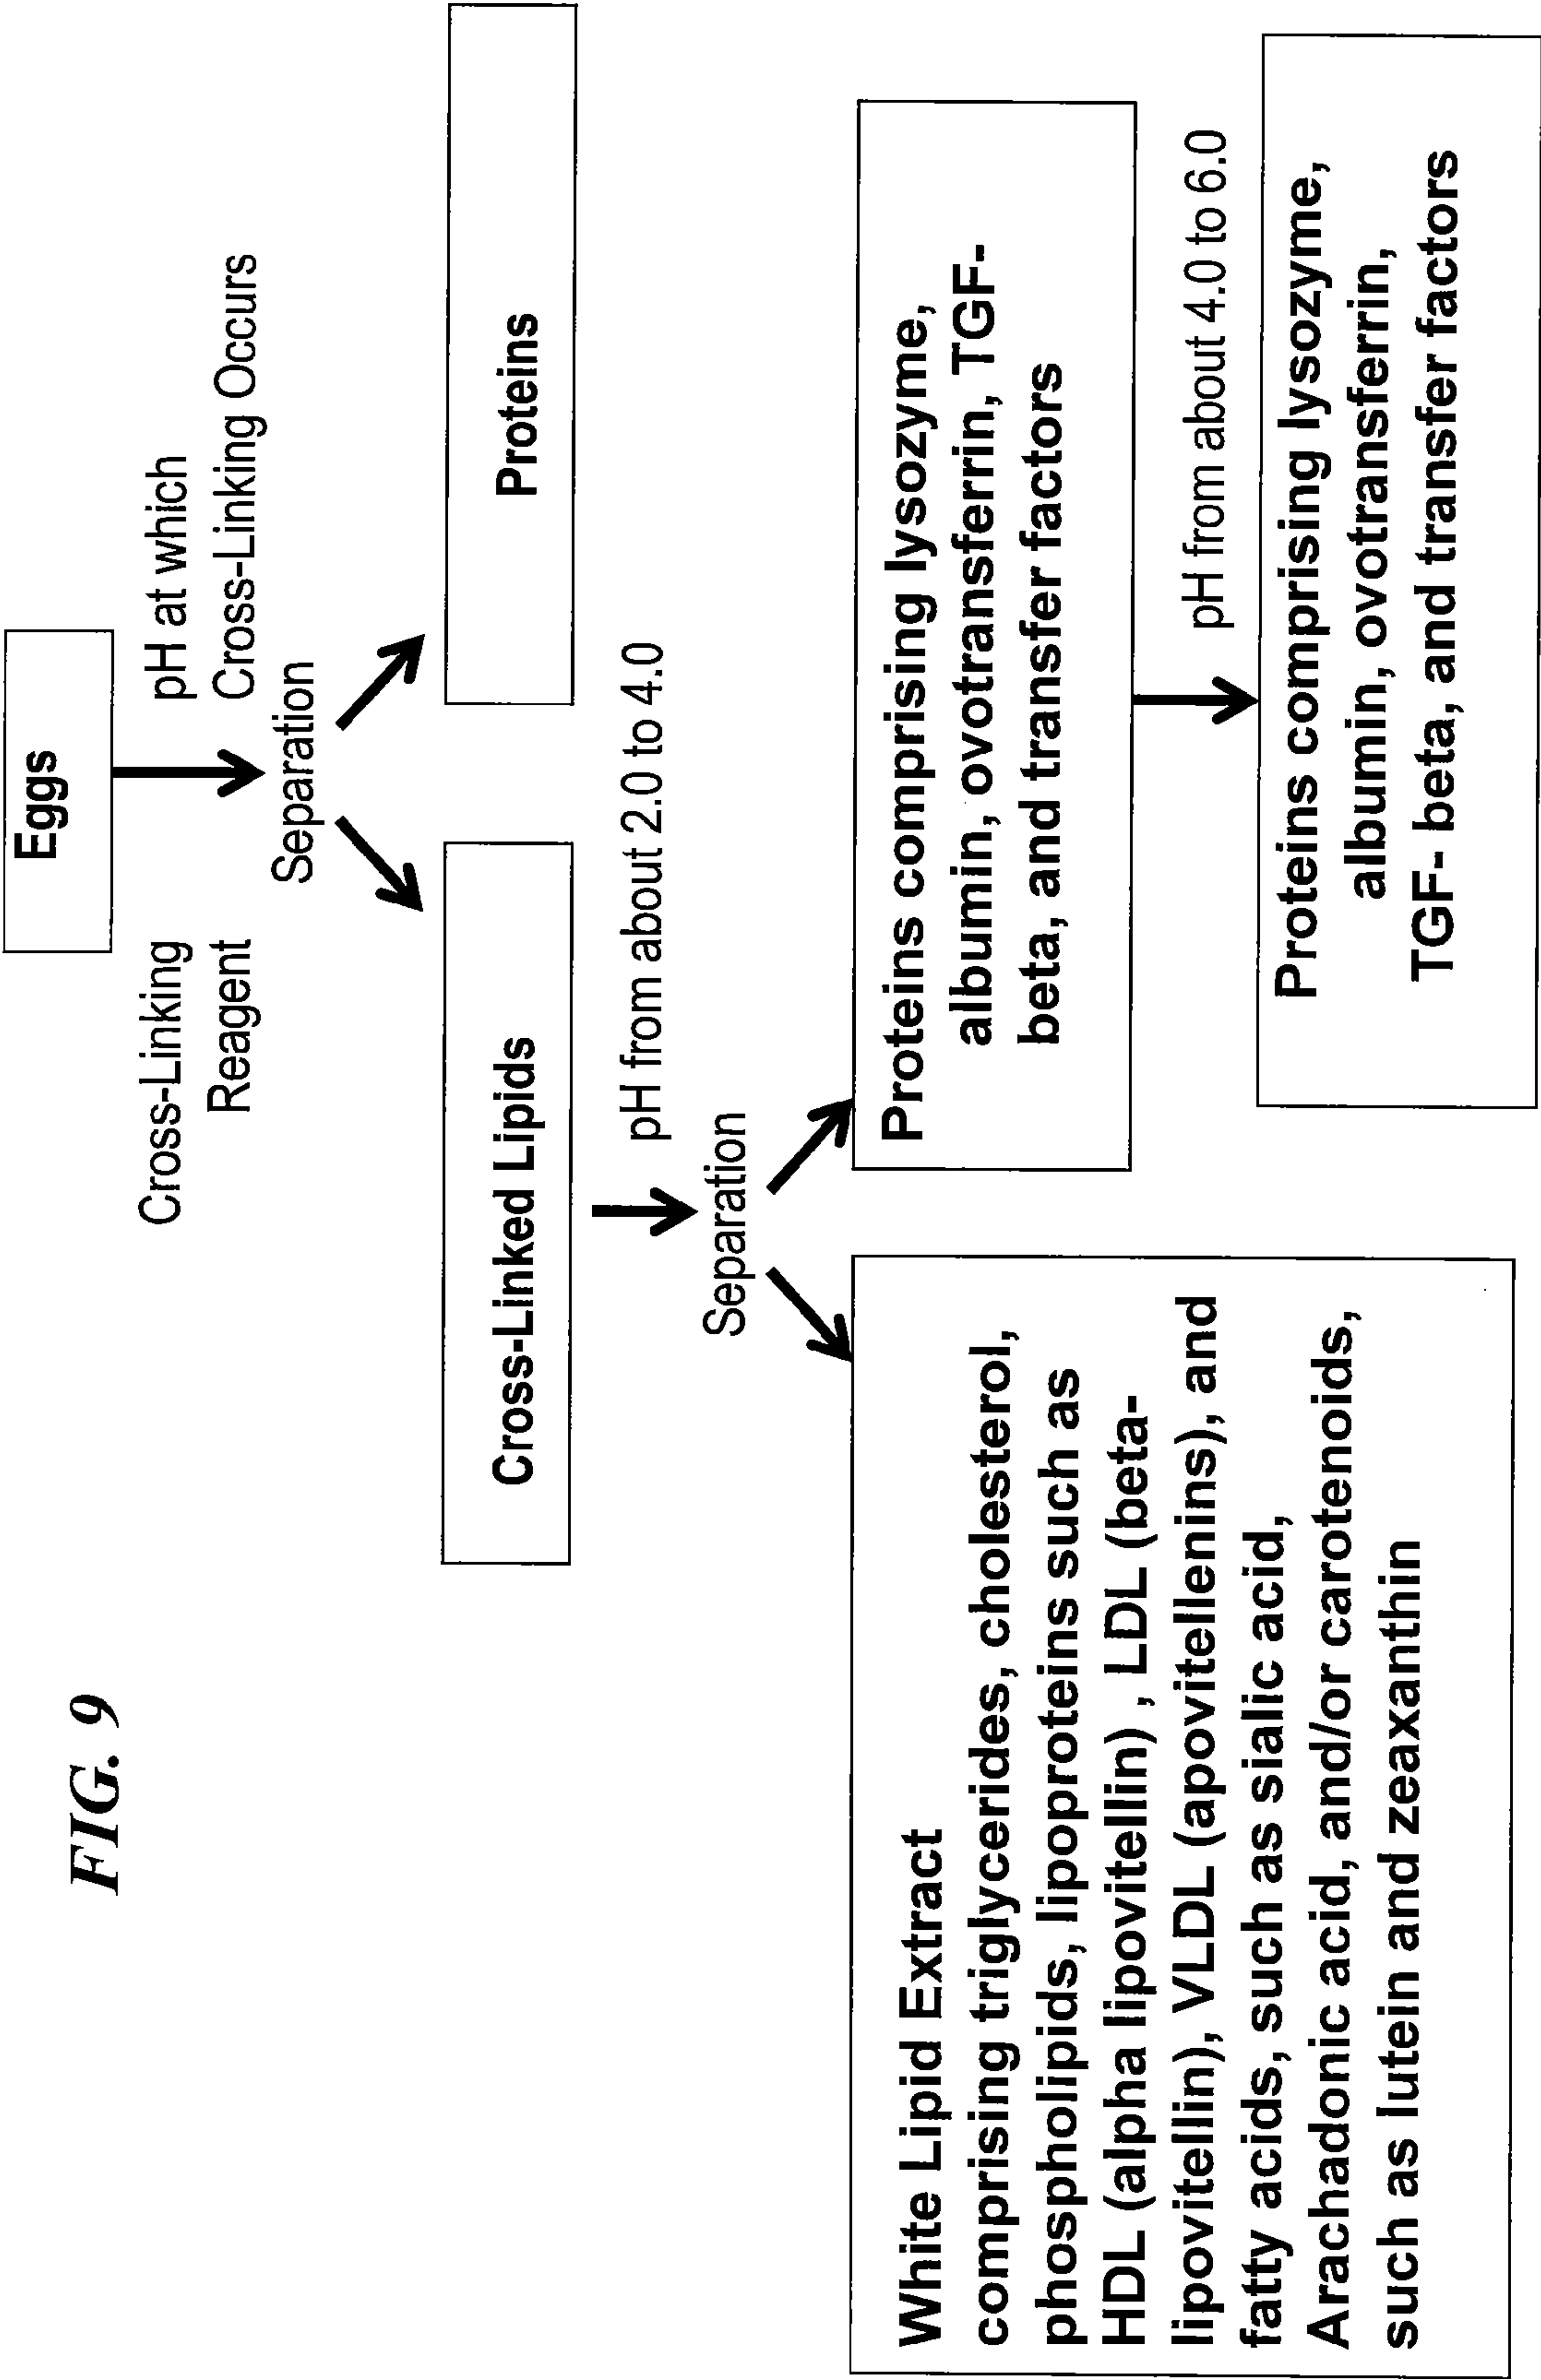 FIG. 9
Eggs
Cross-Linking
Reagent
pH at which
Cross-Linking Occurs
Separation
Cross-Linked Lipids
Proteins
pH from about 2.0 to 4.0
Separation
White Lipid Extract
comprising triglycerides, cholesterol,
phospholipids, lipoproteins such as
HDL (alpha lipovitellin) , LDL (beta-
lipovitellin), VLDL (apovitellenins), and
fatty acids, such as sialic acid,
Arachadonic acid, and/or carotenoids,
such as lutein and zeaxanthin
Proteins comprising lysozyme,
albumin, ovotransferrin, TGF-
beta, and transfer factors
pH from about 4.0 to 6.0
Proteins comprising lysozyme,
albumin, ovotransferrin,
TGF- beta, and transfer factors